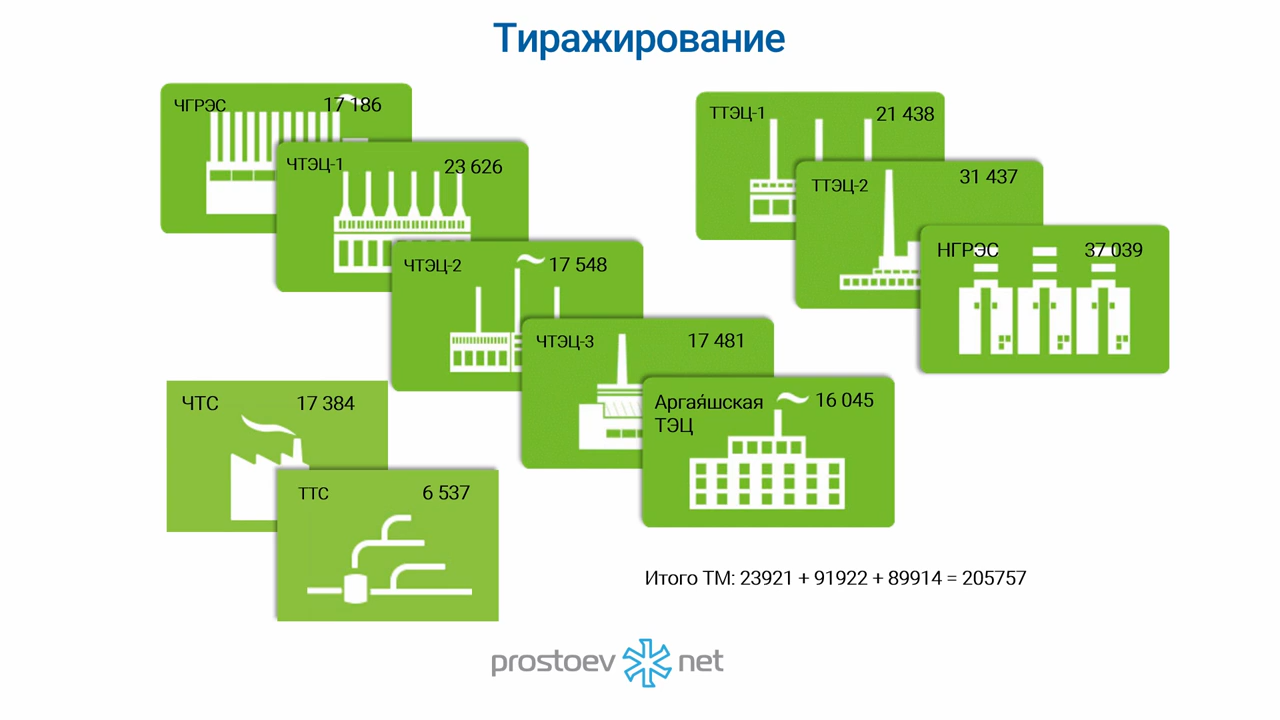 Тиражирование
ЧГРЭС 17 186
ЧТЭЦ-1 23 626
ЧТЭЦ-2 17 548
ЧТЭЦ-3 17 481
Аргая́шская 16 045
ТЭЦ
ТТЭЦ-1 21 438
ТТЭЦ-2 31 437
НГРЭС 37 039
ЧТС 17 384
ТТС 6 537
Итого ТМ: 23921 + 91922 + 89914 = 205757
prostoev net